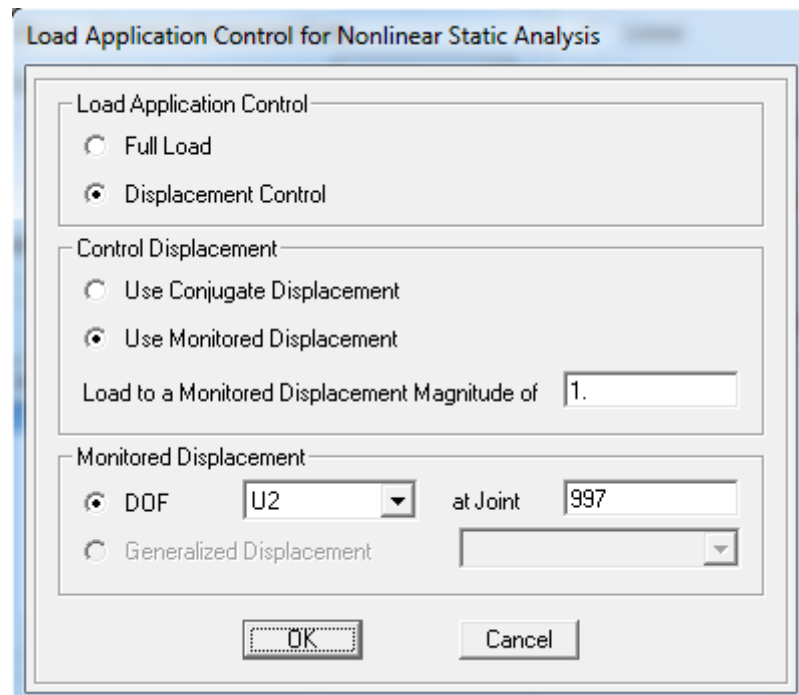 Load Application Control for Nonlinear Static Analysis
Load Application Control
Full Load
Displacement Control
Control Displacement
Use Conjugate Displacement
Use Monitored Displacement
Load to a Monitored Displacement Magnitude of 1.
Monitored Displacement
DOF U2 at Joint 997
Generalized Displacement
OK Cancel